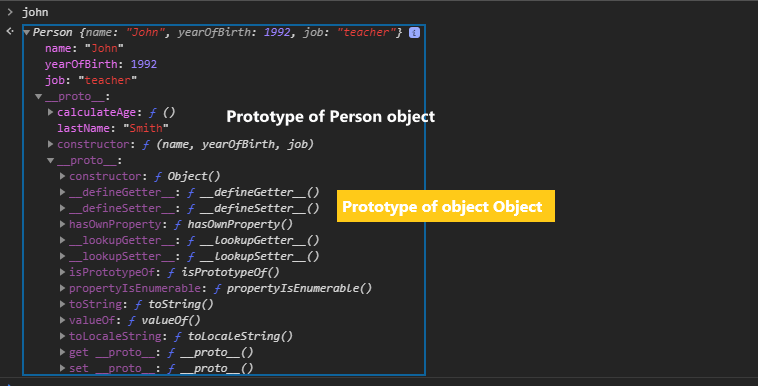 > john
Person {name: "John", yearOfBirth: 1992, job: "teacher"} i
name: "John"
yearOfBirth: 1992
job: "teacher"
__proto__:
calculateAge: ƒ ()
Prototype of Person object
lastName: "Smith"
constructor: ƒ (name, yearOfBirth, job)
__proto__:
constructor: ƒ Object()
__defineGetter__: ƒ __defineGetter__()
__defineSetter__: ƒ __defineSetter__()
Prototype of object Object
hasOwnProperty: ƒ hasOwnProperty()
__lookupGetter__: ƒ __lookupGetter__()
__lookupSetter__: ƒ __lookupSetter__()
isPrototypeOf: ƒ isPrototypeOf()
propertyIsEnumerable: ƒ propertyIsEnumerable()
toString: ƒ toString()
valueOf: ƒ valueOf()
toLocaleString: ƒ toLocaleString()
get __proto__: ƒ __proto__()
set __proto__: ƒ __proto__()